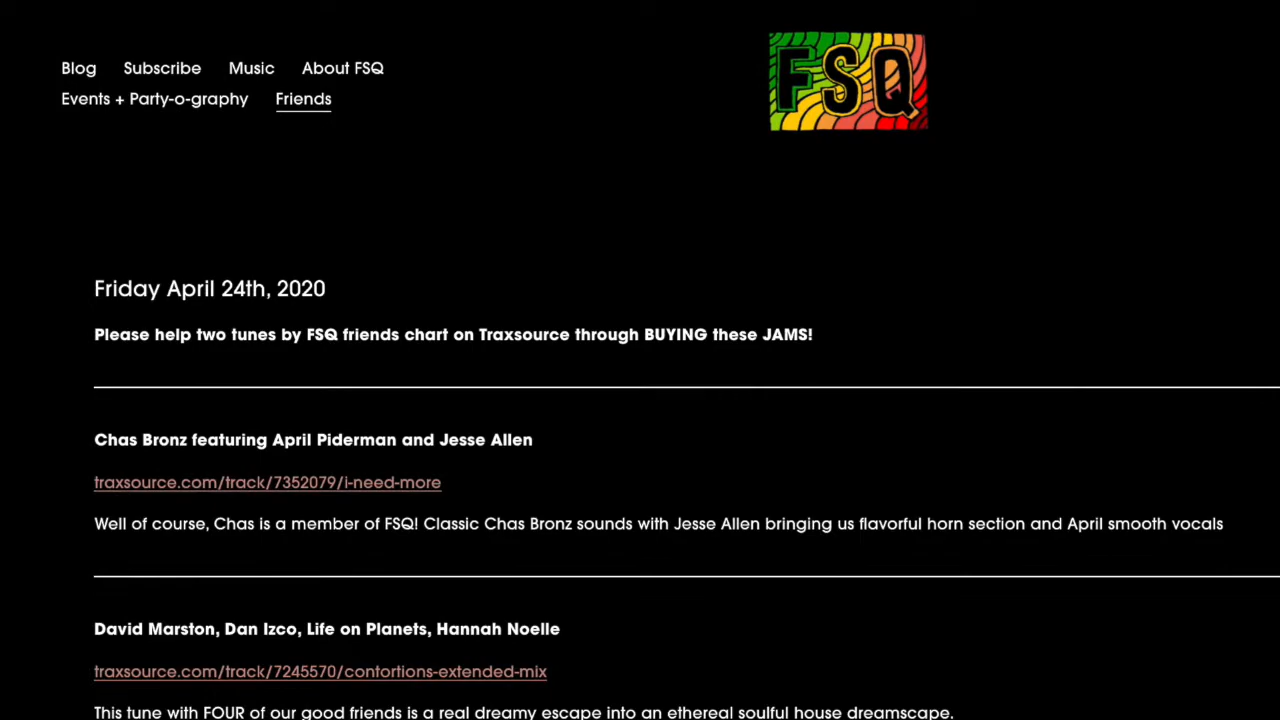 Blog Subscribe Music About FSQ
Events + Party-o-graphy Friends
FSQ
Friday April 24th, 2020
Please help two tunes by FSQ friends chart on Traxsource through BUYING these JAMS!
Chas Bronz featuring April Piderman and Jesse Allen
traxsource.com/track/7352079/i-need-more
Well of course, Chas is a member of FSQ! Classic Chas Bronz sounds with Jesse Allen bringing us flavorful horn section and April smooth vocals
David Marston, Dan Izco, Life on Planets, Hannah Noelle
traxsource.com/track/7245570/contortions-extended-mix
This tune with FOUR of our good friends is a real dreamy escape into an ethereal soulful house dreamscape.